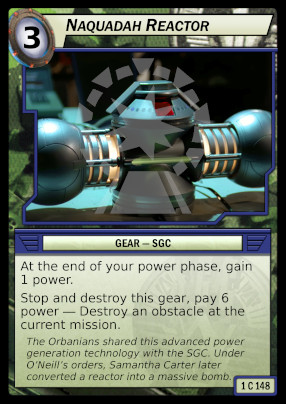 NAQUADAH REACTOR
3
GEAR – SGC
At the end of your power phase, gain
1 power.
Stop and destroy this gear, pay 6
power — Destroy an obstacle at the
current mission.
The Orbanians shared this advanced power
generation technology with the SGC. Under
O'Neill's orders, Samantha Carter later
converted a reactor into a massive bomb.
1 C 148